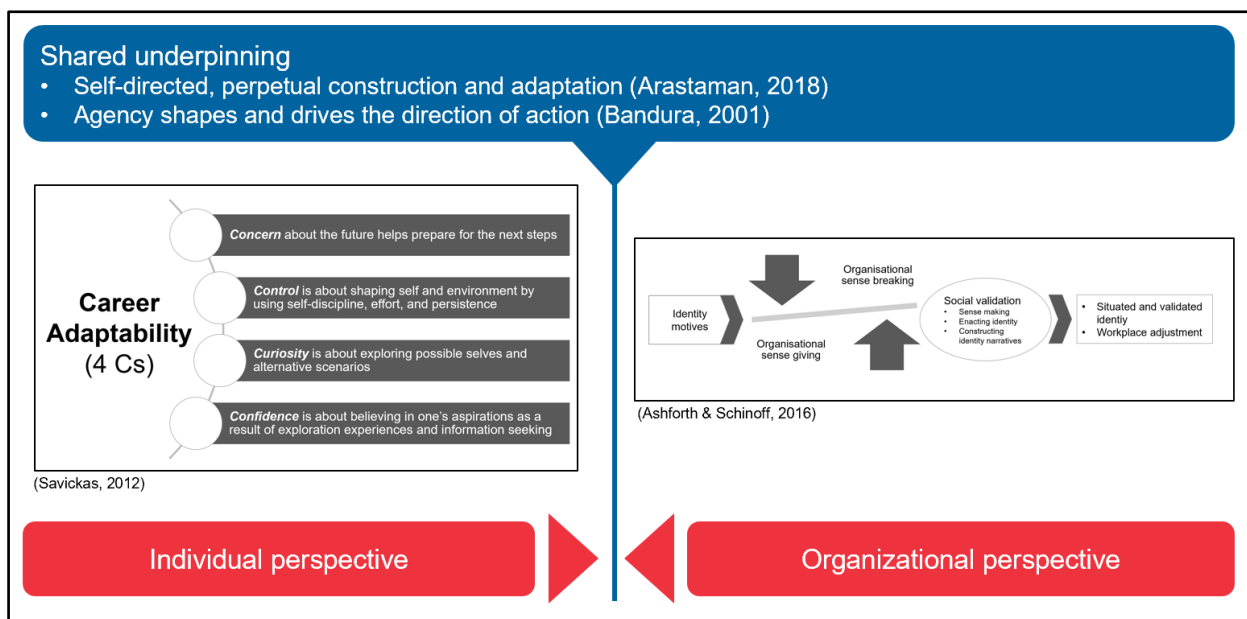 Shared underpinning
• Self-directed, perpetual construction and adaptation (Arastaman, 2018)
• Agency shapes and drives the direction of action (Bandura, 2001)
Career
Adaptability
(4 Cs)
Concern about the future helps prepare for the next steps
Control is about shaping self and environment by
using self-discipline, effort, and persistence
Curiosity is about exploring possible selves and
alternative scenarios
Confidence is about believing in one's aspirations as a
result of exploration experiences and information seeking
(Savickas, 2012)
Identity
motives
Organisational
sense breaking
Organisational
sense giving
Social validation
• Sense making
• Enacting identity
• Constructing
identity narratives
• Situated and validated
identiy
• Workplace adjustment
(Ashforth & Schinoff, 2016)
Individual perspective
Organizational perspective